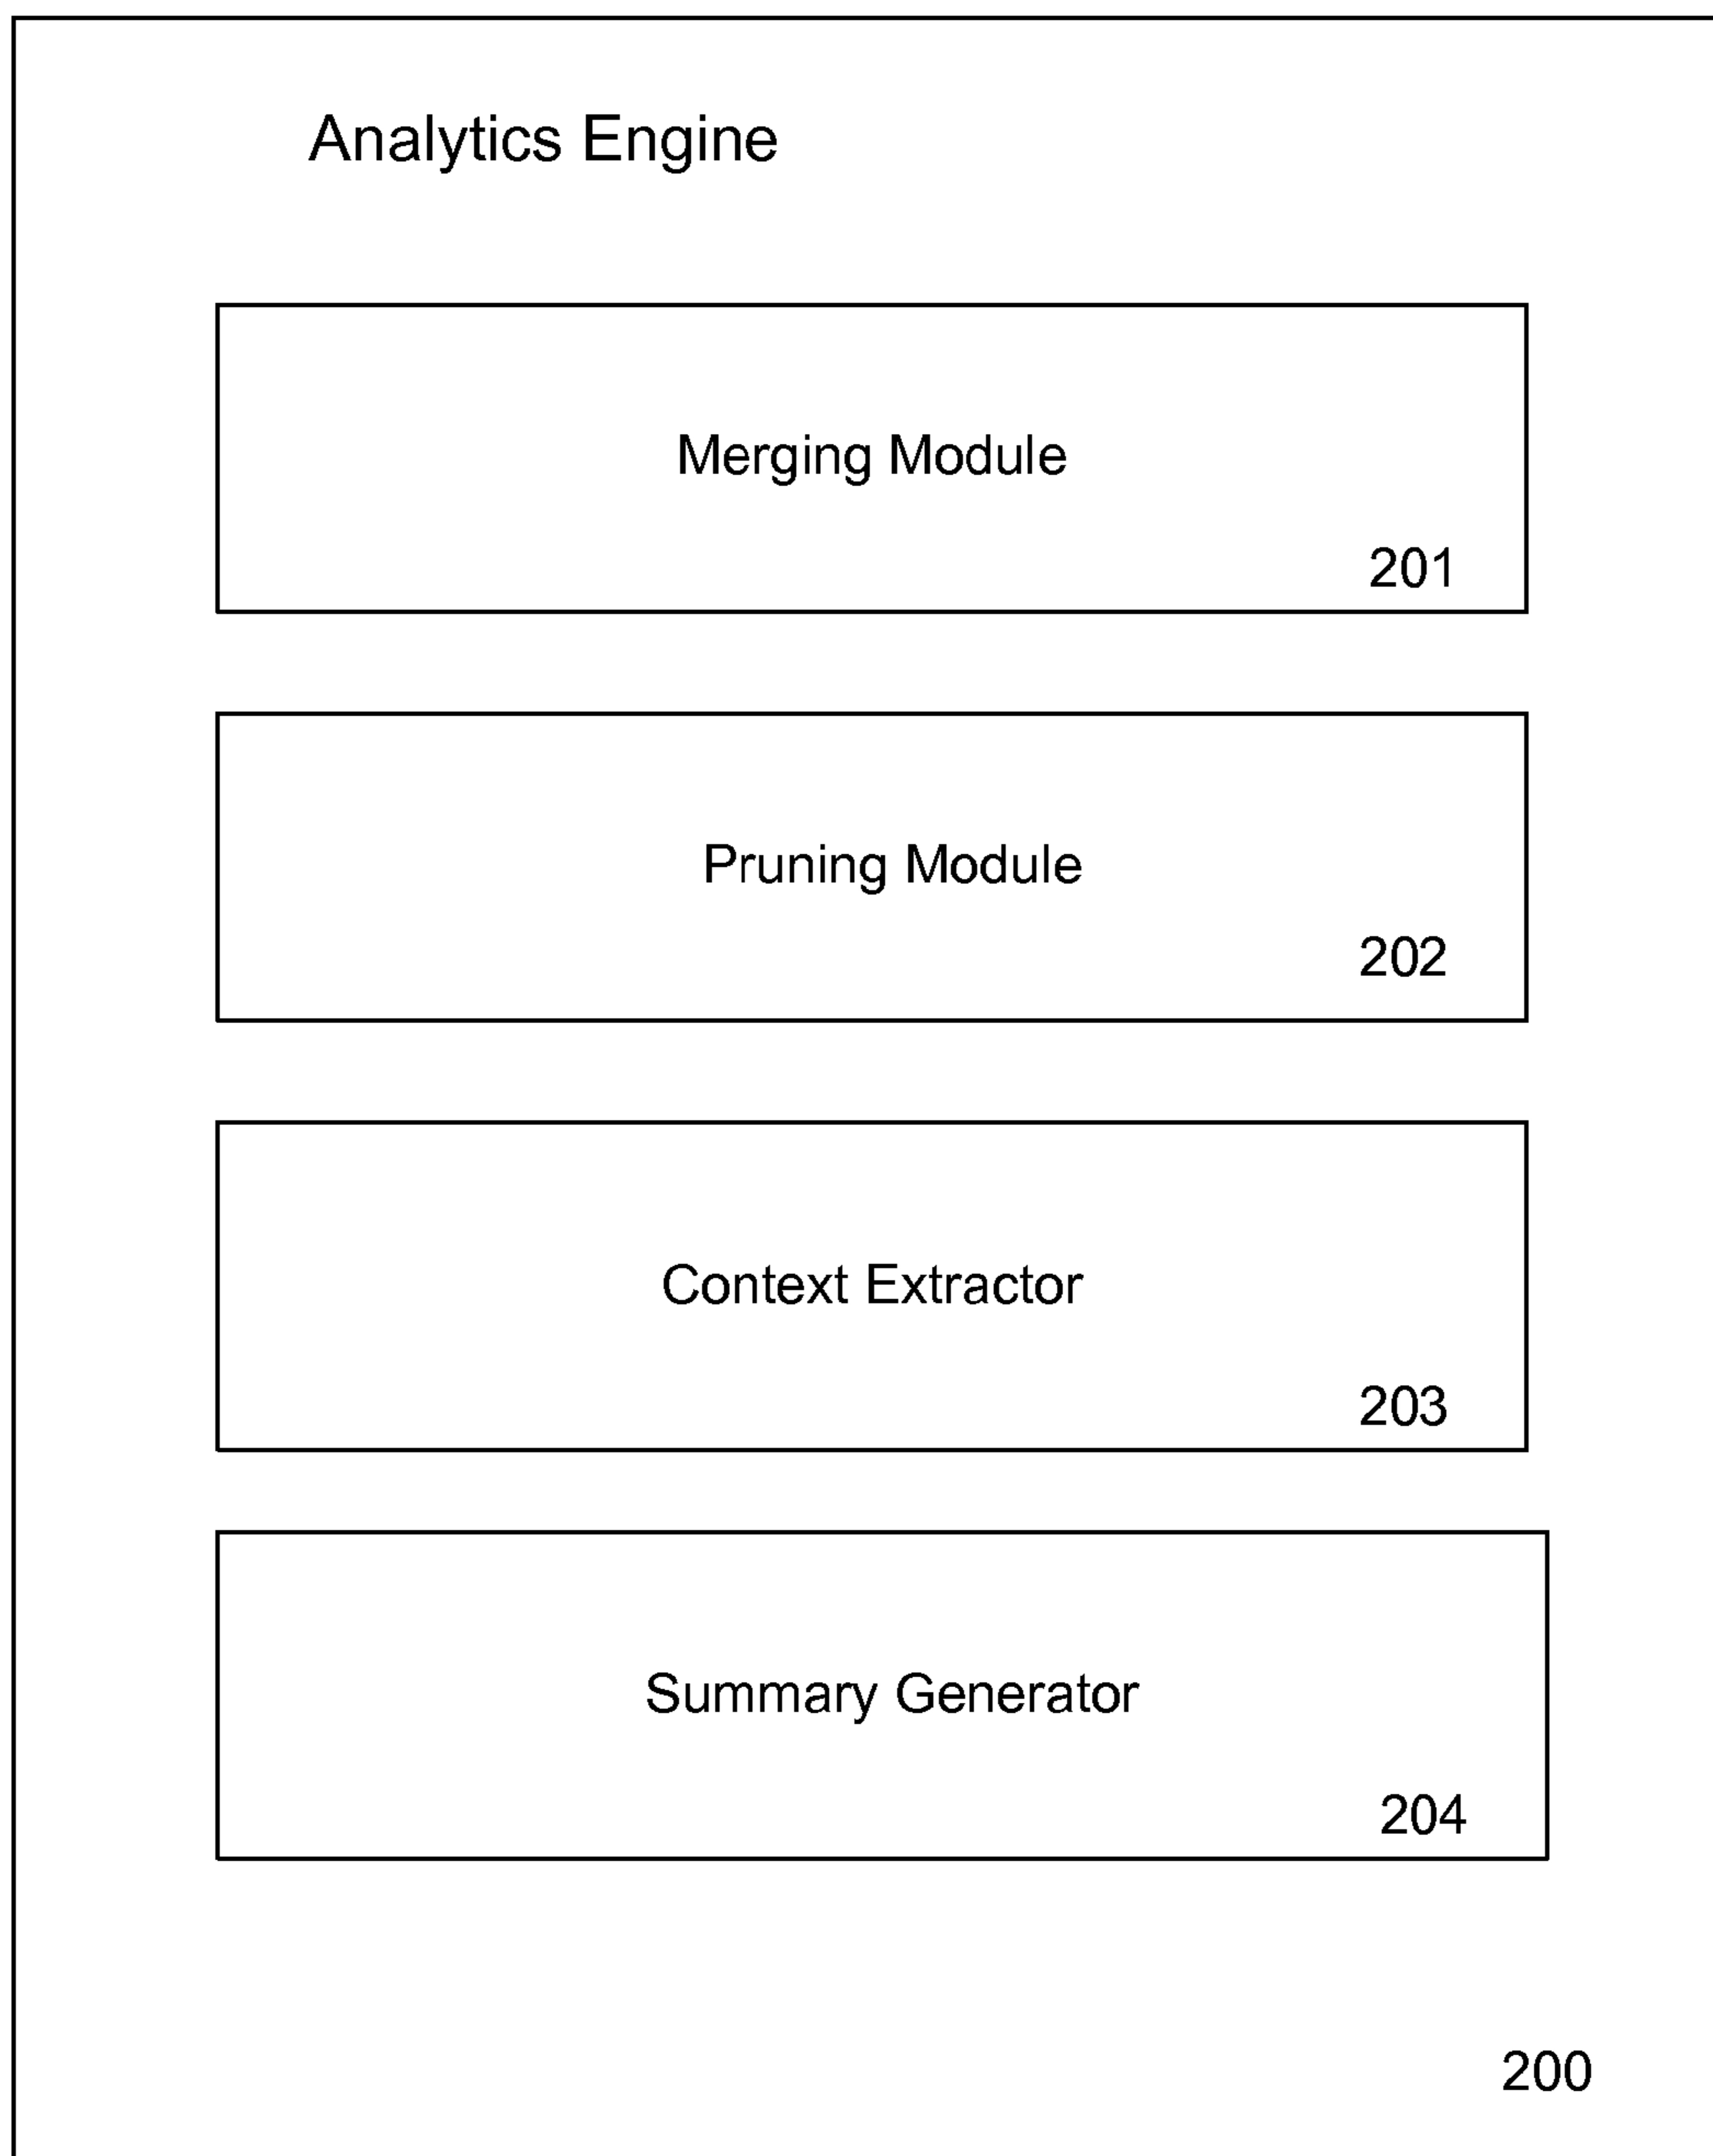 Analytics Engine
Merging Module
201
Pruning Module
202
Context Extractor
203
Summary Generator
204
200